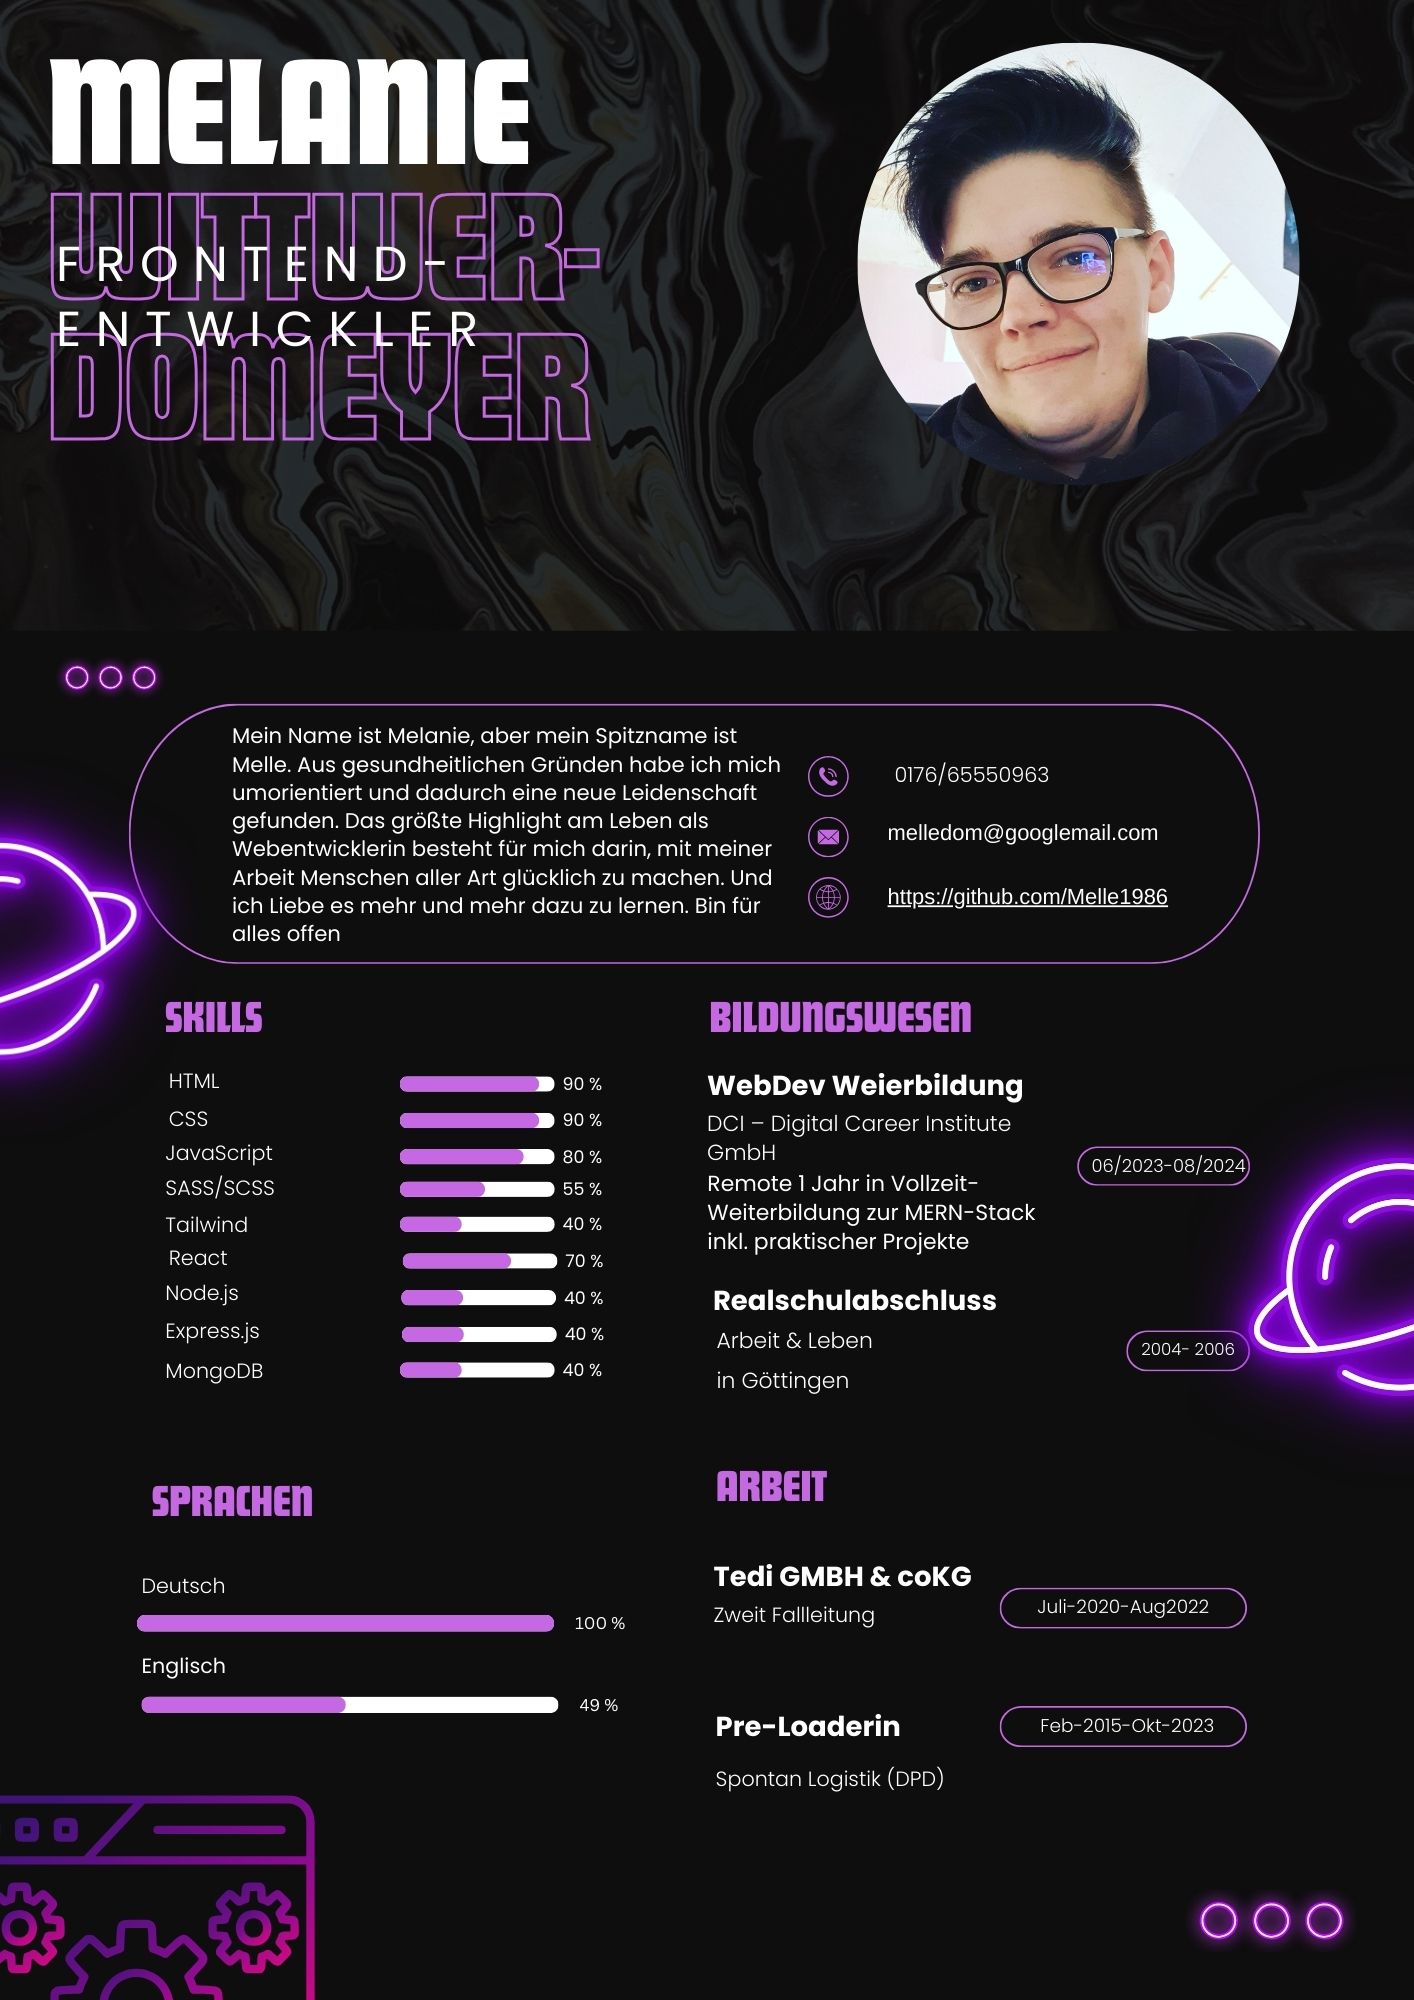 MELANIE
WITTWER-
FRONTEND-
ENTWICKLER
DOMEYER
Mein Name ist Melanie, aber mein Spitzname ist
Melle. Aus gesundheitlichen Gründen habe ich mich
umorientiert und dadurch eine neue Leidenschaft
gefunden. Das größte Highlight am Leben als
Webentwicklerin besteht für mich darin, mit meiner
Arbeit Menschen aller Art glücklich zu machen. Und
ich Liebe es mehr und mehr dazu zu lernen. Bin für
alles offen
0176/65550963
melledom@googlemail.com
https://github.com/Melle1986
SKILLS
HTML 90 %
CSS 90 %
JavaScript 80 %
SASS/SCSS 55 %
Tailwind 40 %
React 70 %
Node.js 40 %
Express.js 40 %
MongoDB 40 %
BILDUNGSWESEN
WebDev Weierbildung
DCI – Digital Career Institute
GmbH
06/2023-08/2024
Remote 1 Jahr in Vollzeit-
Weiterbildung zur MERN-Stack
inkl. praktischer Projekte
Realschulabschluss
Arbeit & Leben
2004- 2006
in Göttingen
SPRACHEN
Deutsch
100 %
Englisch
49 %
ARBEIT
Tedi GMBH & coKG
Juli-2020-Aug2022
Zweit Fallleitung
Pre-Loaderin
Feb-2015-Okt-2023
Spontan Logistik (DPD)